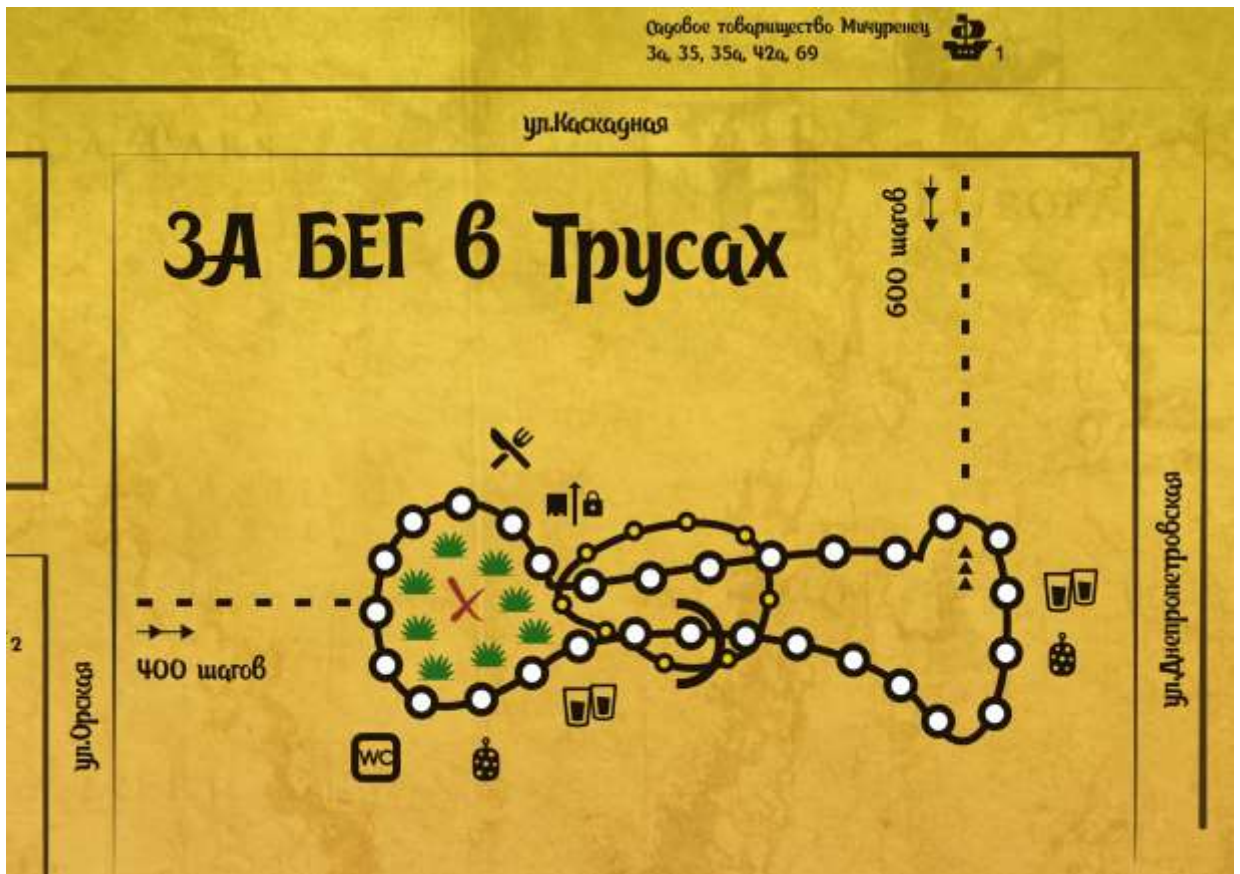 Садовое товарищество Мичуренец
3а, 35, 35а, 42а, 69
1
ул.Каскадная
ЗА БЕГ в Трусах
600 шагов
400 шагов
2
ул.Орская
ул.Днепропетровская
WC